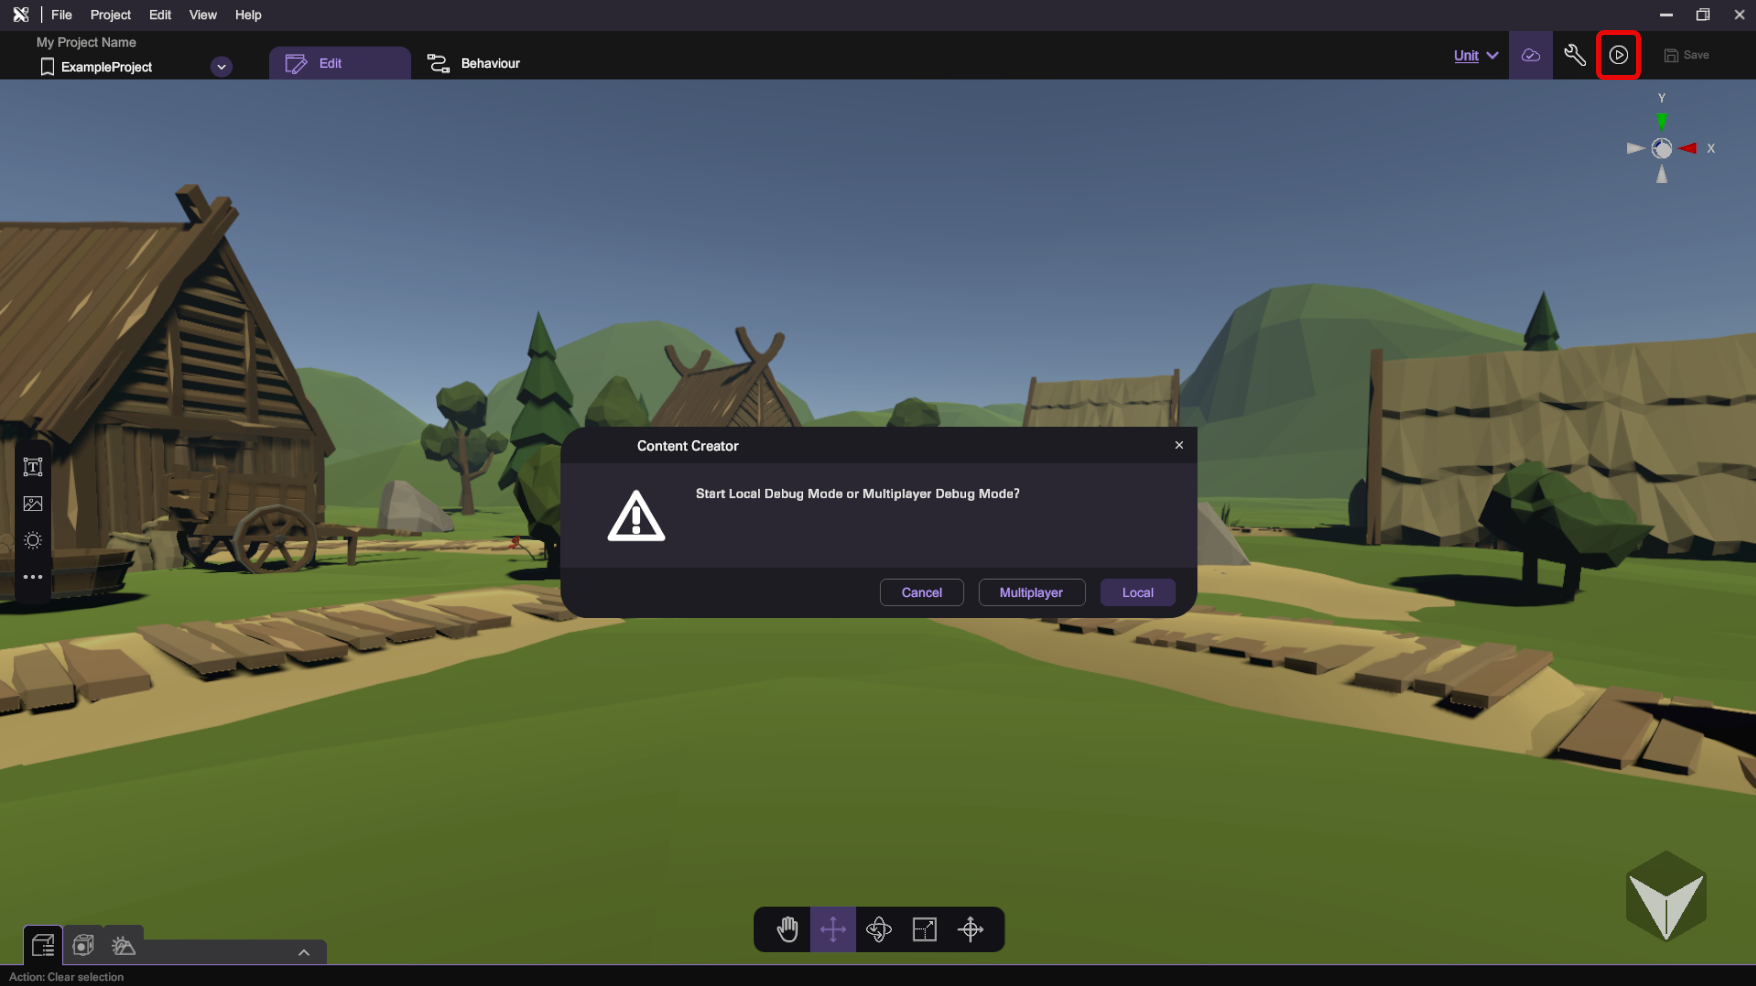 File Project Edit View Help
My Project Name
ExampleProject
Edit
Behaviour
Unit
Save
Y
X
Content Creator
Start Local Debug Mode or Multiplayer Debug Mode?
Cancel
Multiplayer
Local
Action: Clear selection